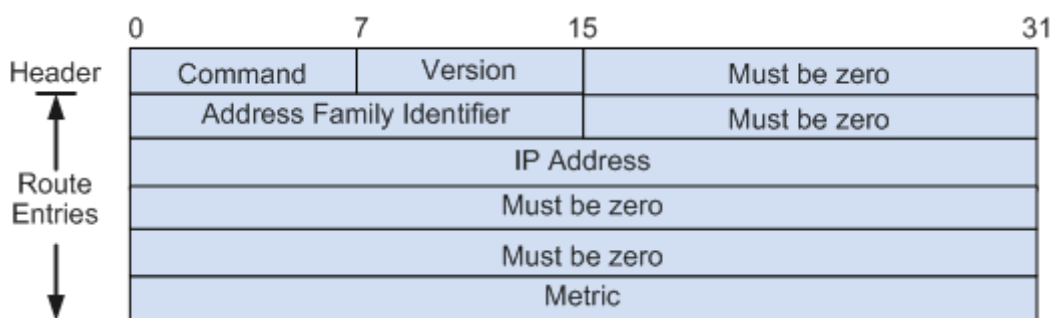 0 7 15 31
Header Command Version Must be zero
Address Family Identifier Must be zero
IP Address
Route
Entries
Must be zero
Must be zero
Metric